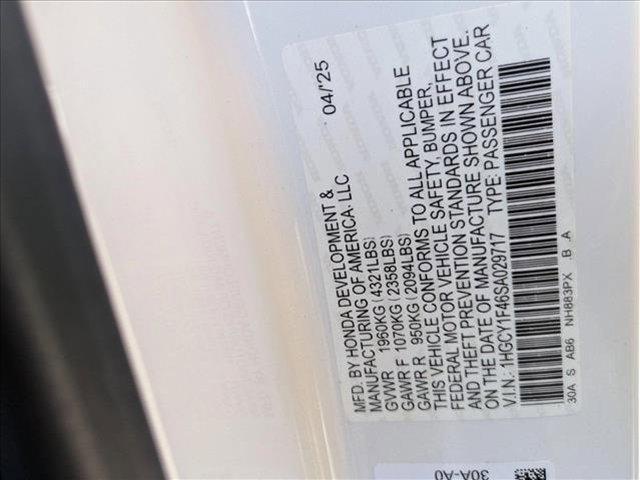 MFD. BY HONDA DEVELOPMENT &
MANUFACTURING OF AMERICA. LLC 04/'25
GVWR 1960KG (4321LBS)
GAWR F 1070KG (2358LBS)
GAWR R 950KG (2094LBS)
THIS VEHICLE CONFORMS TO ALL APPLICABLE
FEDERAL MOTOR VEHICLE SAFETY, BUMPER,
AND THEFT PREVENTION STANDARDS IN EFFECT
ON THE DATE OF MANUFACTURE SHOWN ABOVE.
V.I.N.: 1HGCY1F46SA029717 TYPE: PASSENGER CAR
30A S AB6 NH883PX B A
30A-A0